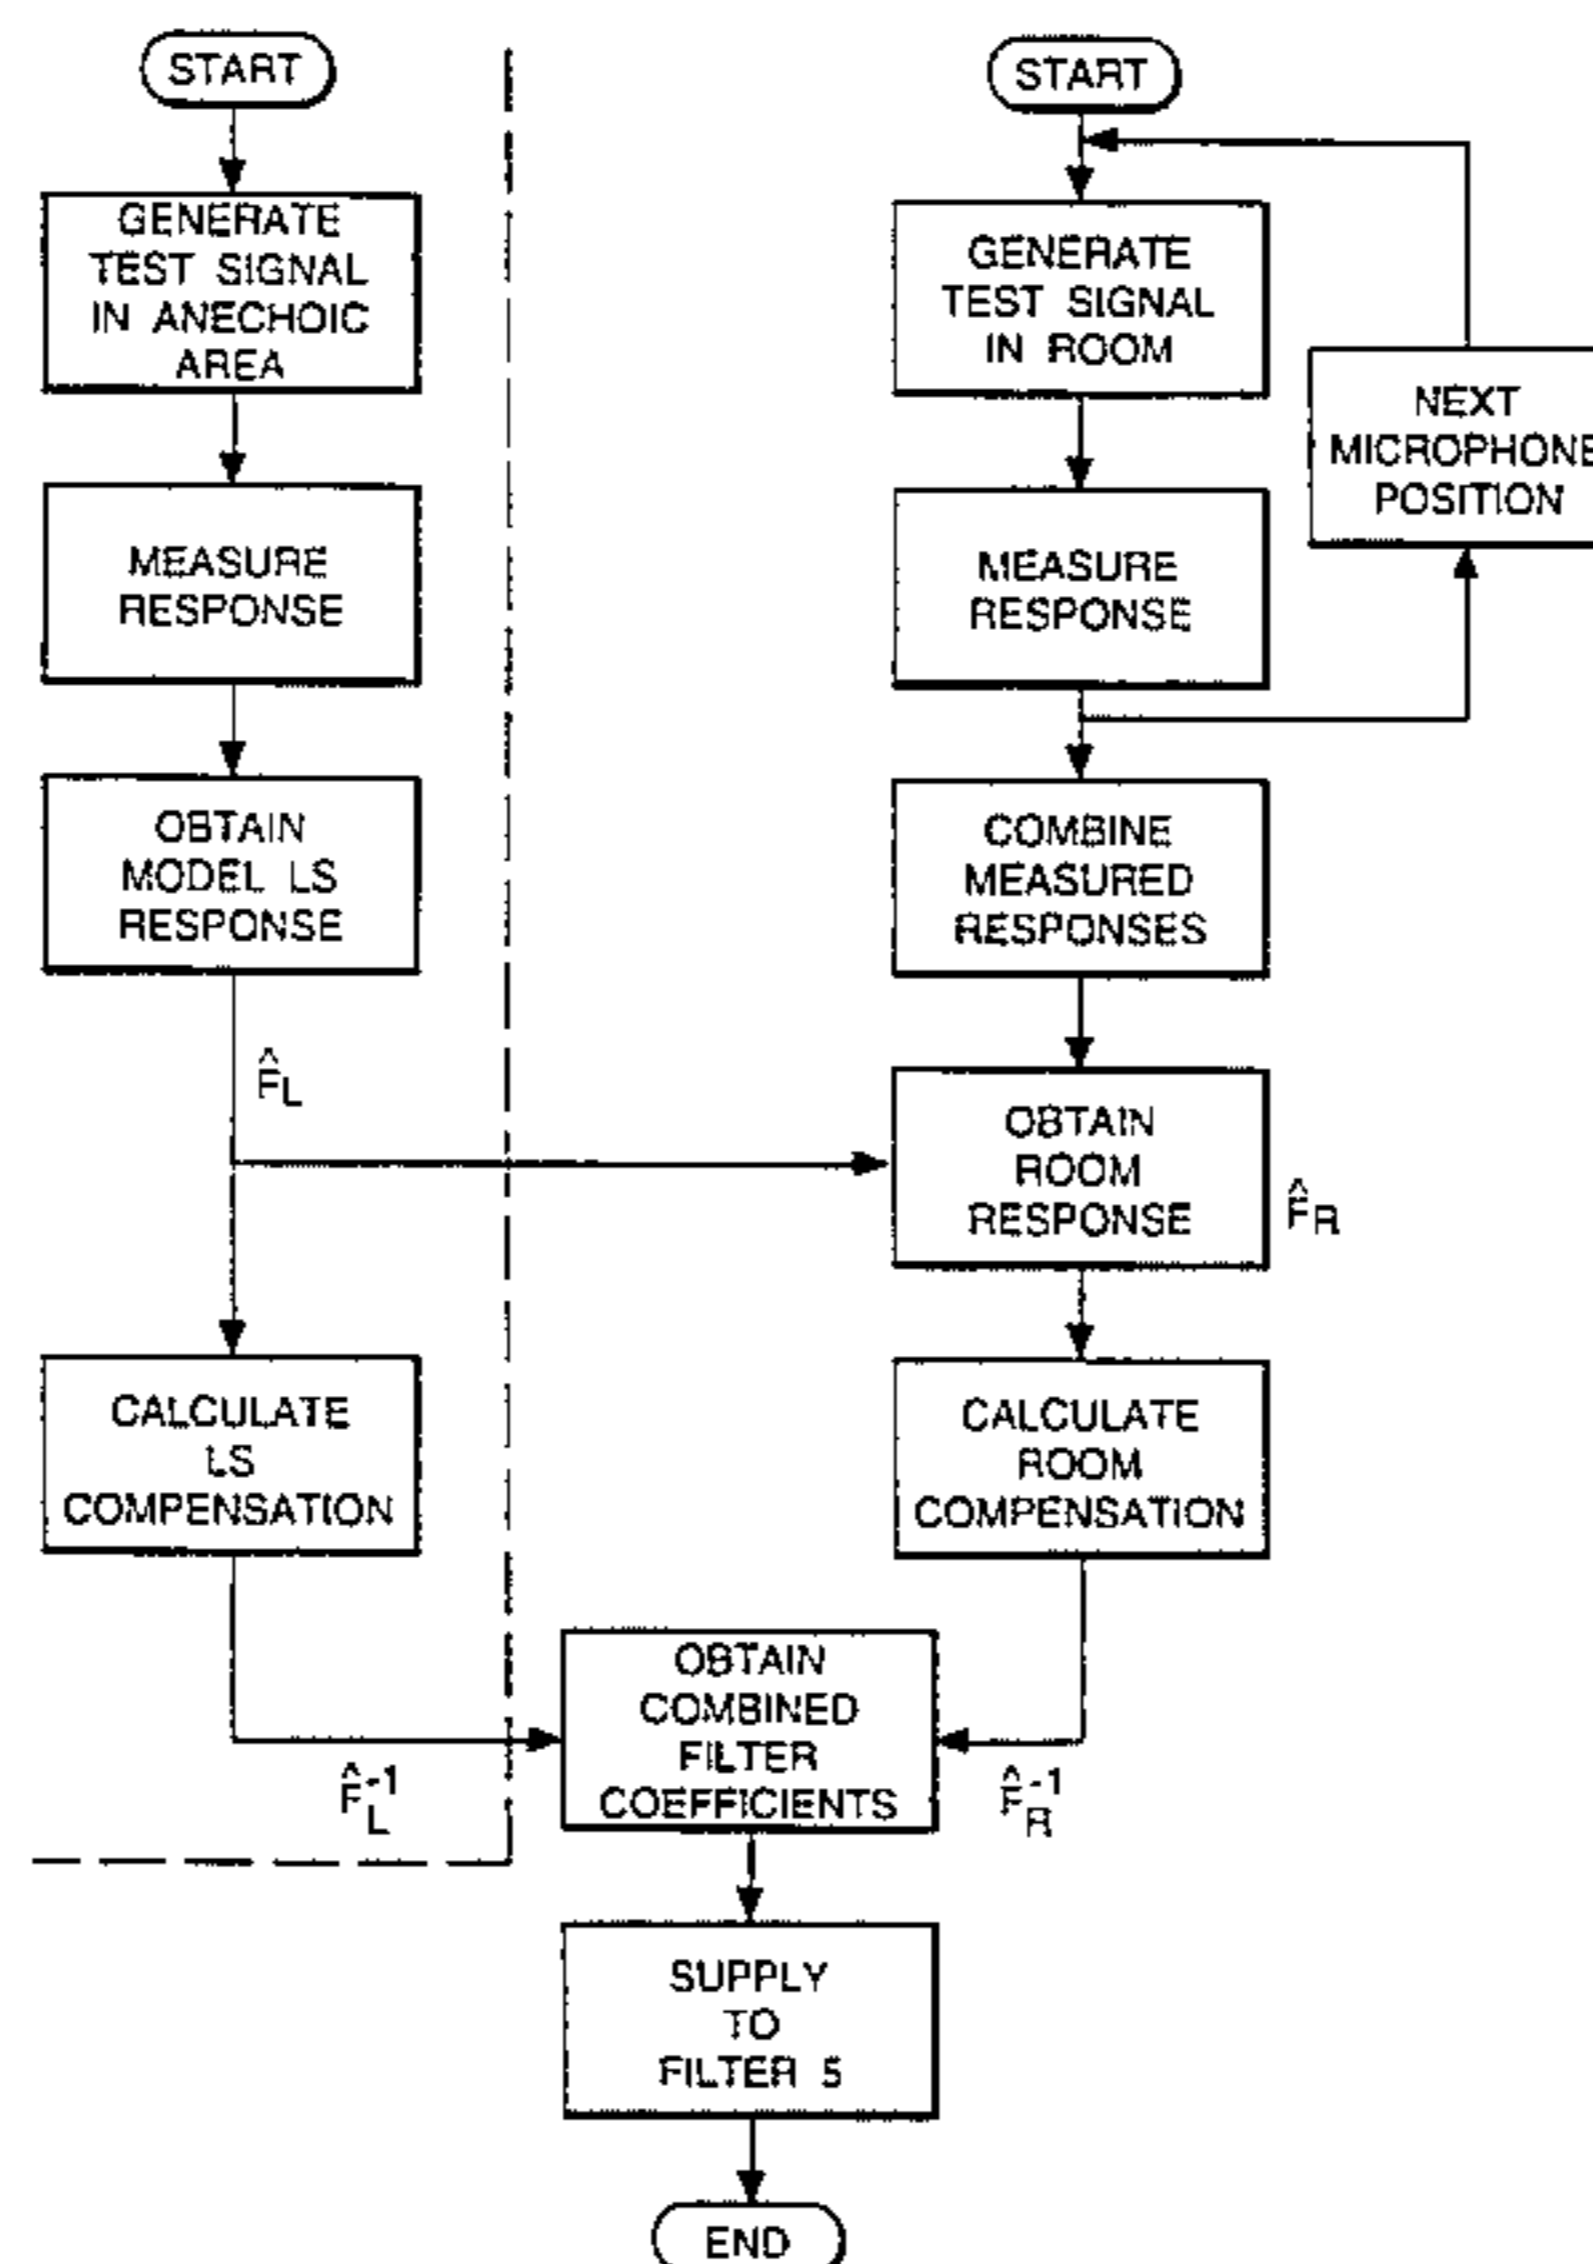 START
GENERATE
TEST SIGNAL
IN ANECHOIC
AREA
MEASURE
RESPONSE
OBTAIN
MODEL LS
RESPONSE
F̂L
CALCULATE
LS
COMPENSATION
F̂L-1
START
GENERATE
TEST SIGNAL
IN ROOM
NEXT
MICROPHONE
POSITION
MEASURE
RESPONSE
COMBINE
MEASURED
RESPONSES
OBTAIN
ROOM
RESPONSE
F̂R
CALCULATE
ROOM
COMPENSATION
F̂R-1
OBTAIN
COMBINED
FILTER
COEFFICIENTS
SUPPLY
TO
FILTER 5
END